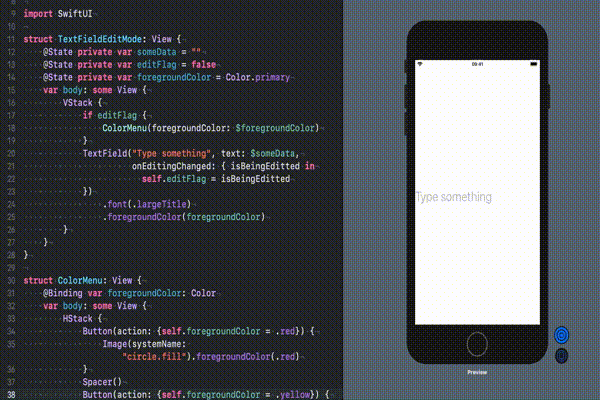 8
9 import SwiftUI
10
11 struct TextFieldEditMode: View {
12 @State private var someData = ""
13 @State private var editFlag = false
14 @State private var foregroundColor = Color.primary
15 var body: some View {
16 VStack {
17 if editFlag {
18 ColorMenu(foregroundColor: $foregroundColor)
19 }
20 TextField("Type something", text: $someData,
21 onEditingChanged: { isBeingEditted in
22 self.editFlag = isBeingEditted
23 })
24 .font(.largeTitle)
25 .foregroundColor(foregroundColor)
26 }
27 }
28 }
29
30 struct ColorMenu: View {
31 @Binding var foregroundColor: Color
32 var body: some View {
33 HStack {
34 Button(action: {self.foregroundColor = .red}) {
35 Image(systemName:
"circle.fill").foregroundColor(.red)
36 }
37 Spacer()
38 Button(action: {self.foregroundColor = .yellow}) {
09:41
Type something
Preview